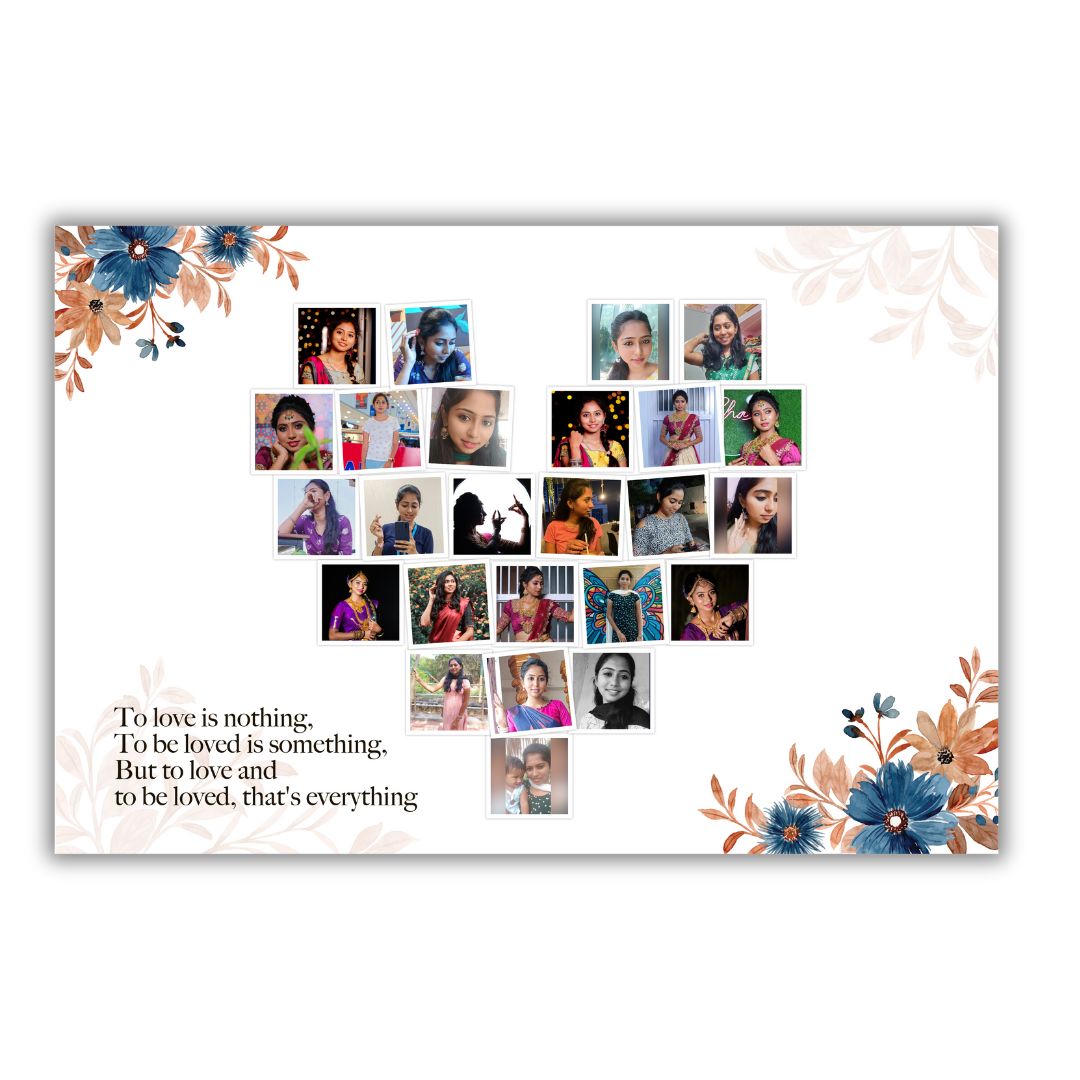 To love is nothing,
To be loved is something,
But to love and
to be loved, that's everything